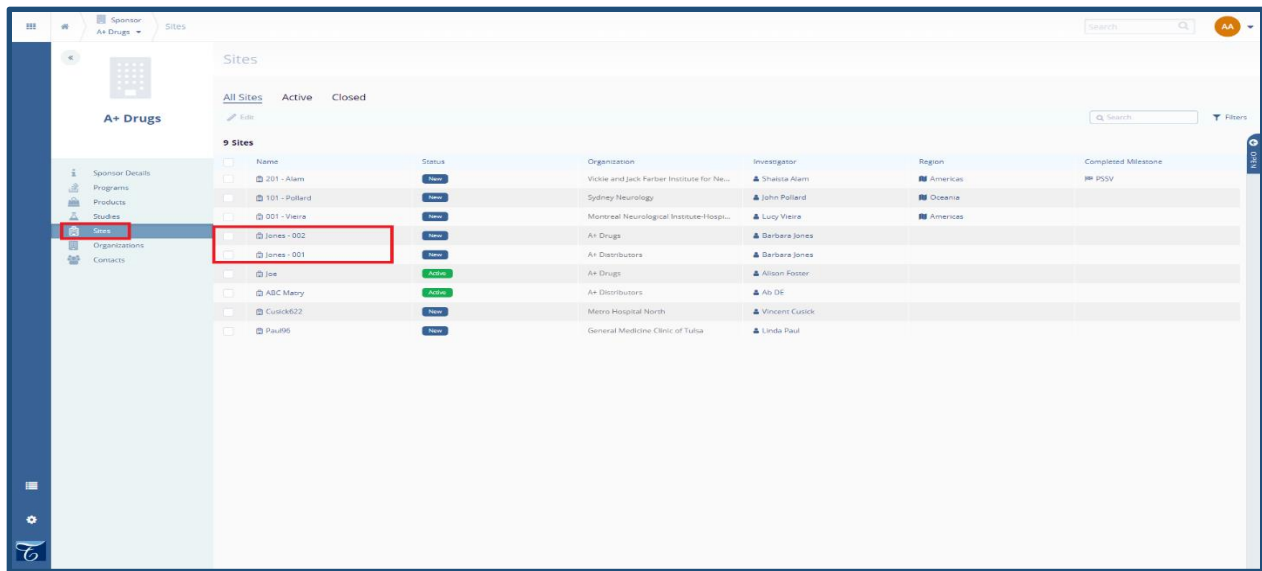 Sponsor
A+ Drugs
Sites
Search
AA
Sites
All Sites Active Closed
A+ Drugs
Edit
Search
Filters
9 Sites
OPEN
Name Status Organization Investigator Region Completed Milestone
201 - Alam New Vickie and Jack Farber Institute for Ne... Shaista Alam Americas PSSV
101 - Pollard New Sydney Neurology John Pollard Oceania
001 - Vieira New Montreal Neurological Institute-Hospi... Lucy Vieira Americas
Jones - 002 New A+ Drugs Barbara Jones
Jones - 001 New A+ Distributors Barbara Jones
Joe Active A+ Drugs Alison Foster
ABC Matry Active A+ Distributors Ab DE
Cusick622 New Metro Hospital North Vincent Cusick
Paul96 New General Medicine Clinic of Tulsa Linda Paul
Sponsor Details
Programs
Products
Studies
Sites
Organizations
Contacts